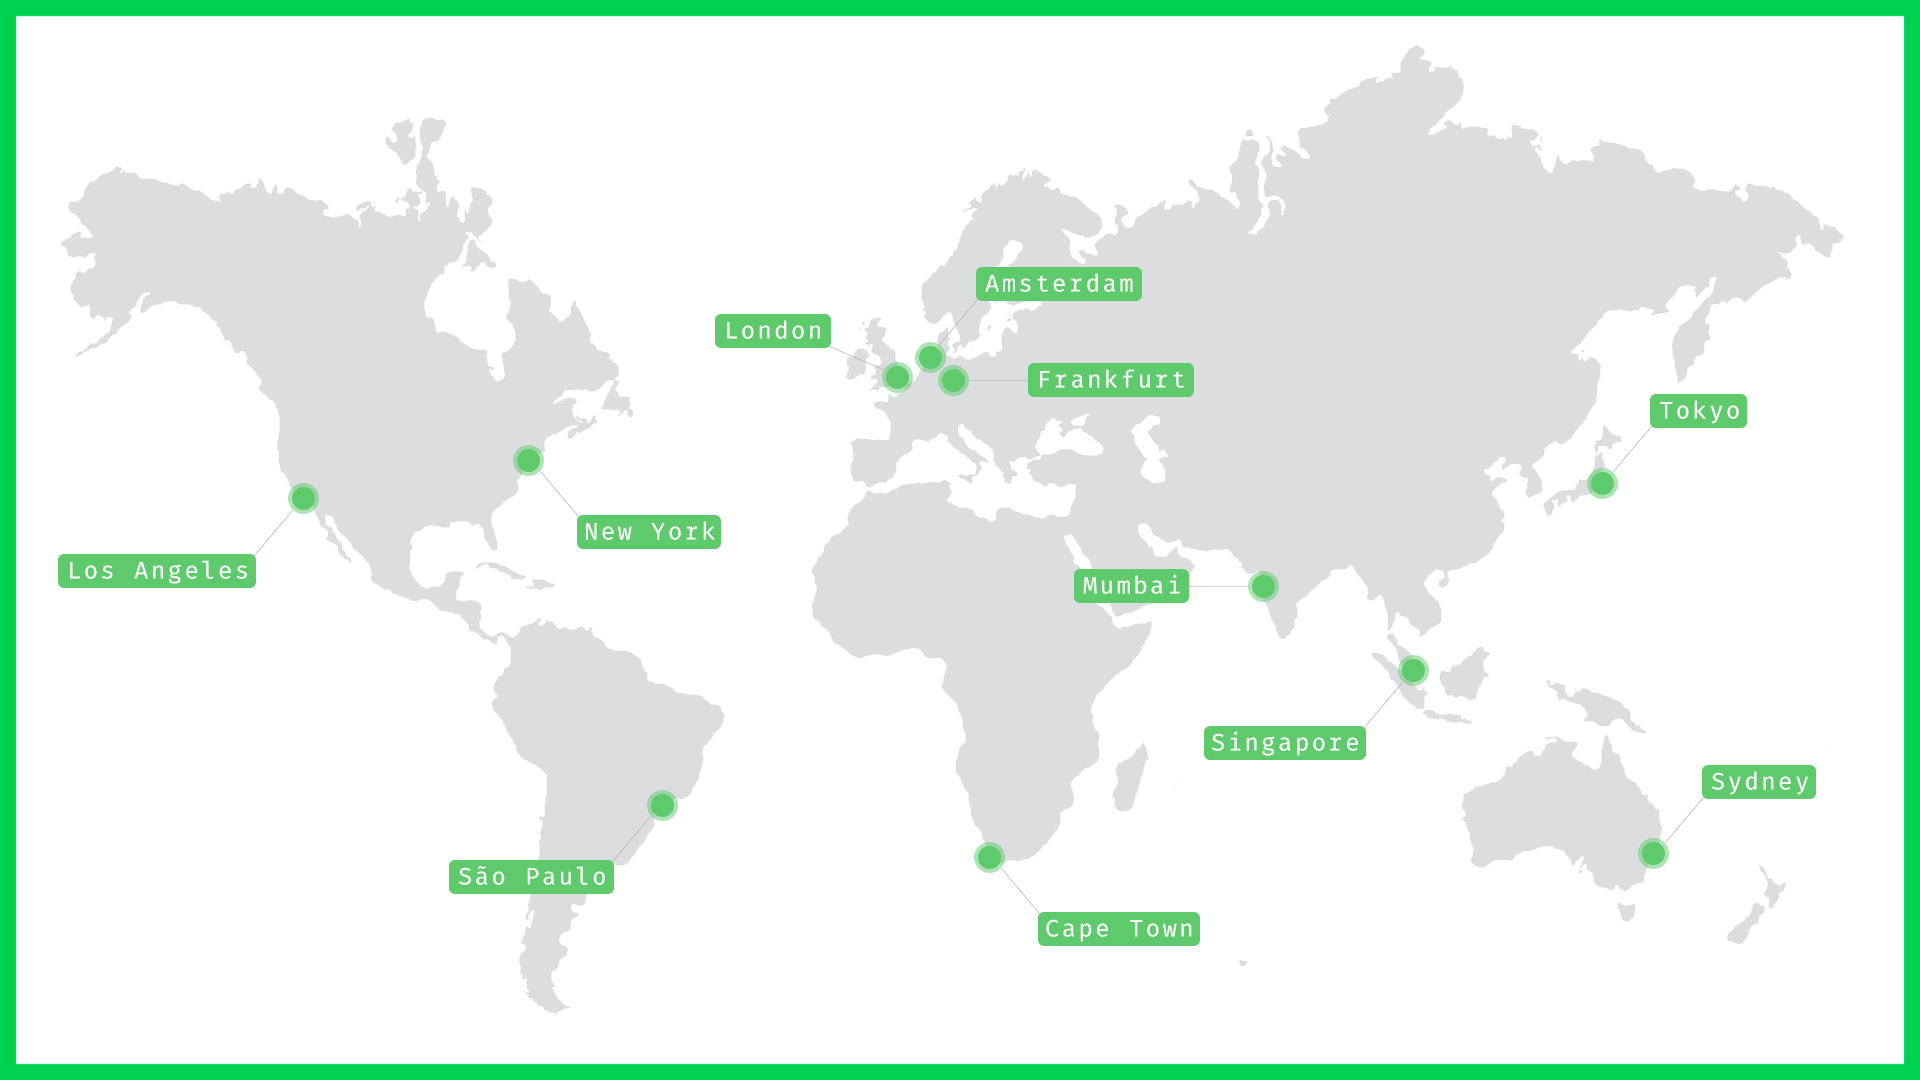 Amsterdam
London
Frankfurt
Tokyo
New York
Los Angeles
Mumbai
Singapore
Sydney
São Paulo
Cape Town